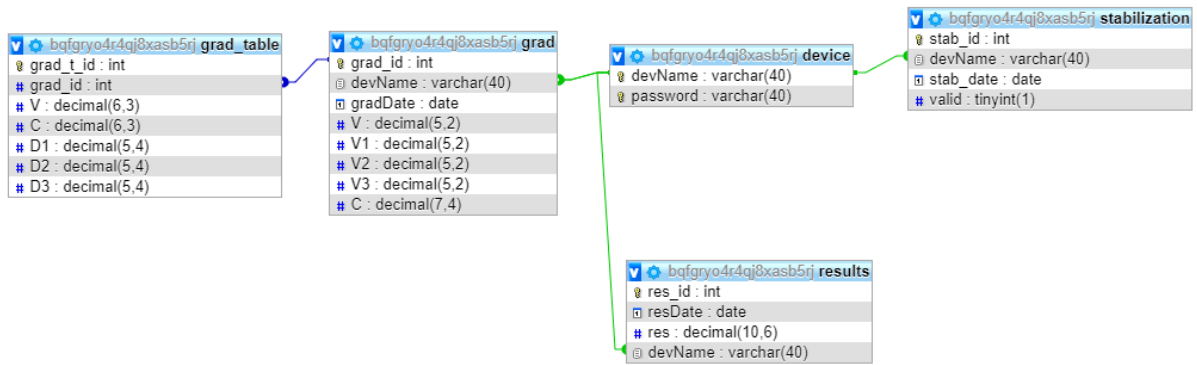 bqfgryo4r4qj8xasb5rj grad_table
grad_t_id : int
grad_id : int
V : decimal(6,3)
C : decimal(6,3)
D1 : decimal(5,4)
D2 : decimal(5,4)
D3 : decimal(5,4)
bqfgryo4r4qj8xasb5rj grad
grad_id : int
devName : varchar(40)
gradDate : date
V : decimal(5,2)
V1 : decimal(5,2)
V2 : decimal(5,2)
V3 : decimal(5,2)
C : decimal(7,4)
bqfgryo4r4qj8xasb5rj device
devName : varchar(40)
password : varchar(40)
bqfgryo4r4qj8xasb5rj stabilization
stab_id : int
devName : varchar(40)
stab_date : date
valid : tinyint(1)
bqfgryo4r4qj8xasb5rj results
res_id : int
resDate : date
res : decimal(10,6)
devName : varchar(40)